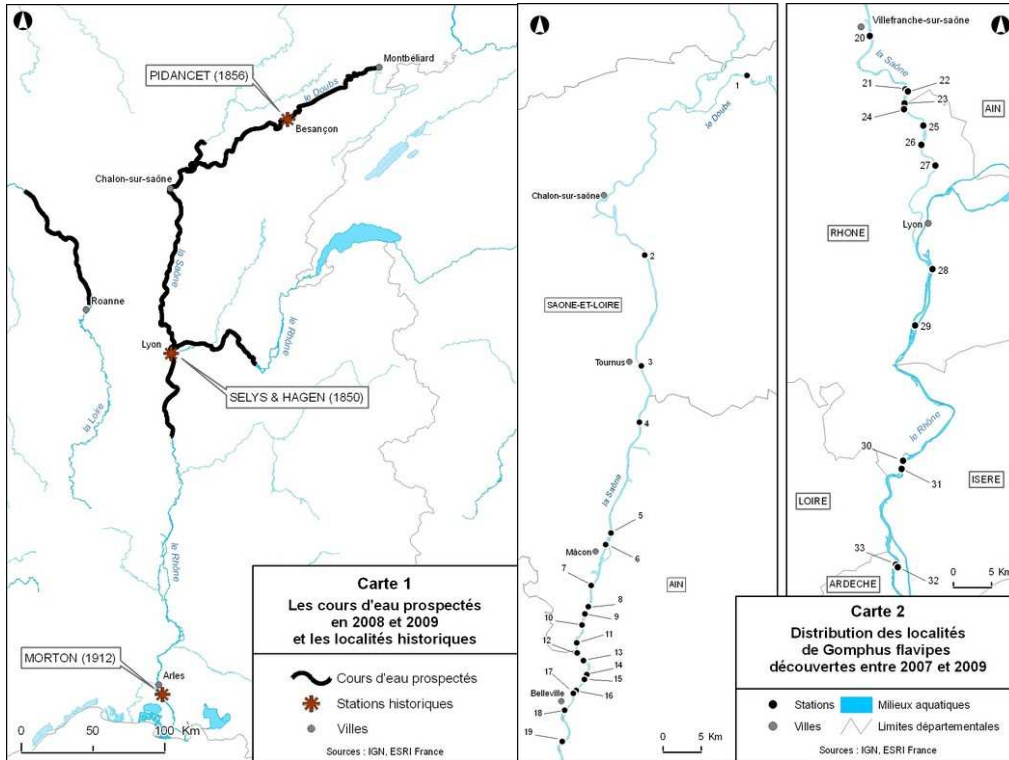 PIDANCET (1856)
Montbéliard
le Doubs
Besançon
Chalon-sur-saône
la Saône
Roanne
Lyon
le Rhône
SELYS & HAGEN (1850)
la Loire
le Rhône
MORTON (1912)
Arles
0 50 100 Km
Carte 1
Les cours d'eau prospectés
en 2008 et 2009
et les localités historiques
Cours d'eau prospectés
Stations historiques
Villes
Sources : IGN, ESRI France
1
le Doubs
Chalon-sur-saône
2
SAONE-ET-LOIRE
Tournus
3
4
la Saône
5
Mâcon
6
7
AIN
8
9
10
11
12
13
14
15
17
16
Belleville
18
19
0 5 Km
Villefranche-sur-saône
20
la Saône
21
22
23
24
AIN
25
26
27
Lyon
RHONE
28
29
le Rhône
30
31
ISERE
LOIRE
33
32
ARDECHE
0 5 Km
Carte 2
Distribution des localités
de Gomphus flavipes
découvertes entre 2007 et 2009
Stations
Milieux aquatiques
Villes
Limites départementales
Sources : IGN, ESRI France